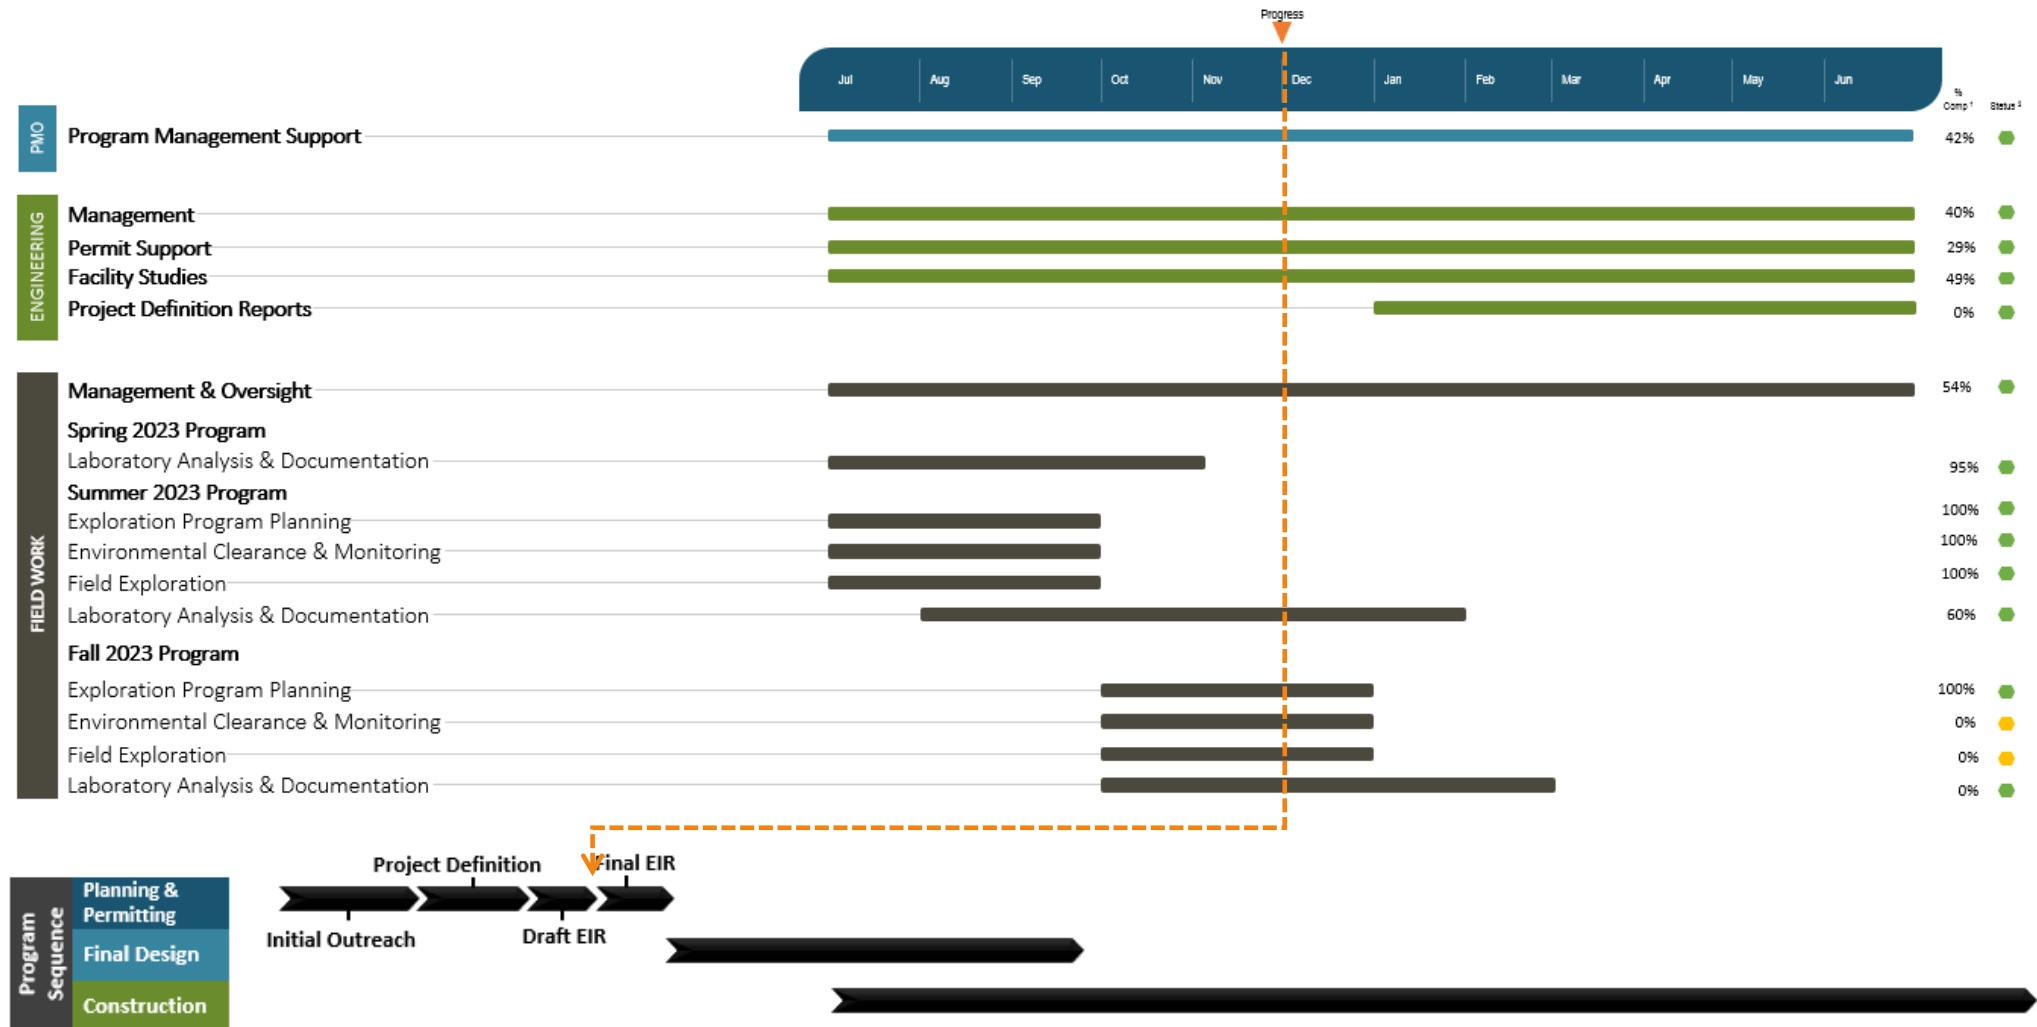 Progress
Jul Aug Sep Oct Nov Dec Jan Feb Mar Apr May Jun
% Comp 1 Status 2
PMO
Program Management Support 42%
ENGINEERING
Management 40%
Permit Support 29%
Facility Studies 49%
Project Definition Reports 0%
FIELD WORK
Management & Oversight 54%
Spring 2023 Program
Laboratory Analysis & Documentation 95%
Summer 2023 Program
Exploration Program Planning 100%
Environmental Clearance & Monitoring 100%
Field Exploration 100%
Laboratory Analysis & Documentation 60%
Fall 2023 Program
Exploration Program Planning 100%
Environmental Clearance & Monitoring 0%
Field Exploration 0%
Laboratory Analysis & Documentation 0%
Program
Sequence
Planning &
Permitting
Project Definition Final EIR
Initial Outreach Draft EIR
Final Design
Construction